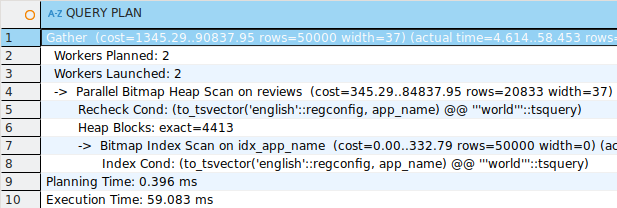 A-Z QUERY PLAN
1 Gather (cost=1345.29..90837.95 rows=50000 width=37) (actual time=4.614..58.453 rows=
2 Workers Planned: 2
3 Workers Launched: 2
4 -> Parallel Bitmap Heap Scan on reviews (cost=345.29..84837.95 rows=20833 width=37)
5 Recheck Cond: (to_tsvector('english'::regconfig, app_name) @@ '''world'''::tsquery)
6 Heap Blocks: exact=4413
7 -> Bitmap Index Scan on idx_app_name (cost=0.00..332.79 rows=50000 width=0) (ac
8 Index Cond: (to_tsvector('english'::regconfig, app_name) @@ '''world'''::tsquery)
9 Planning Time: 0.396 ms
10 Execution Time: 59.083 ms